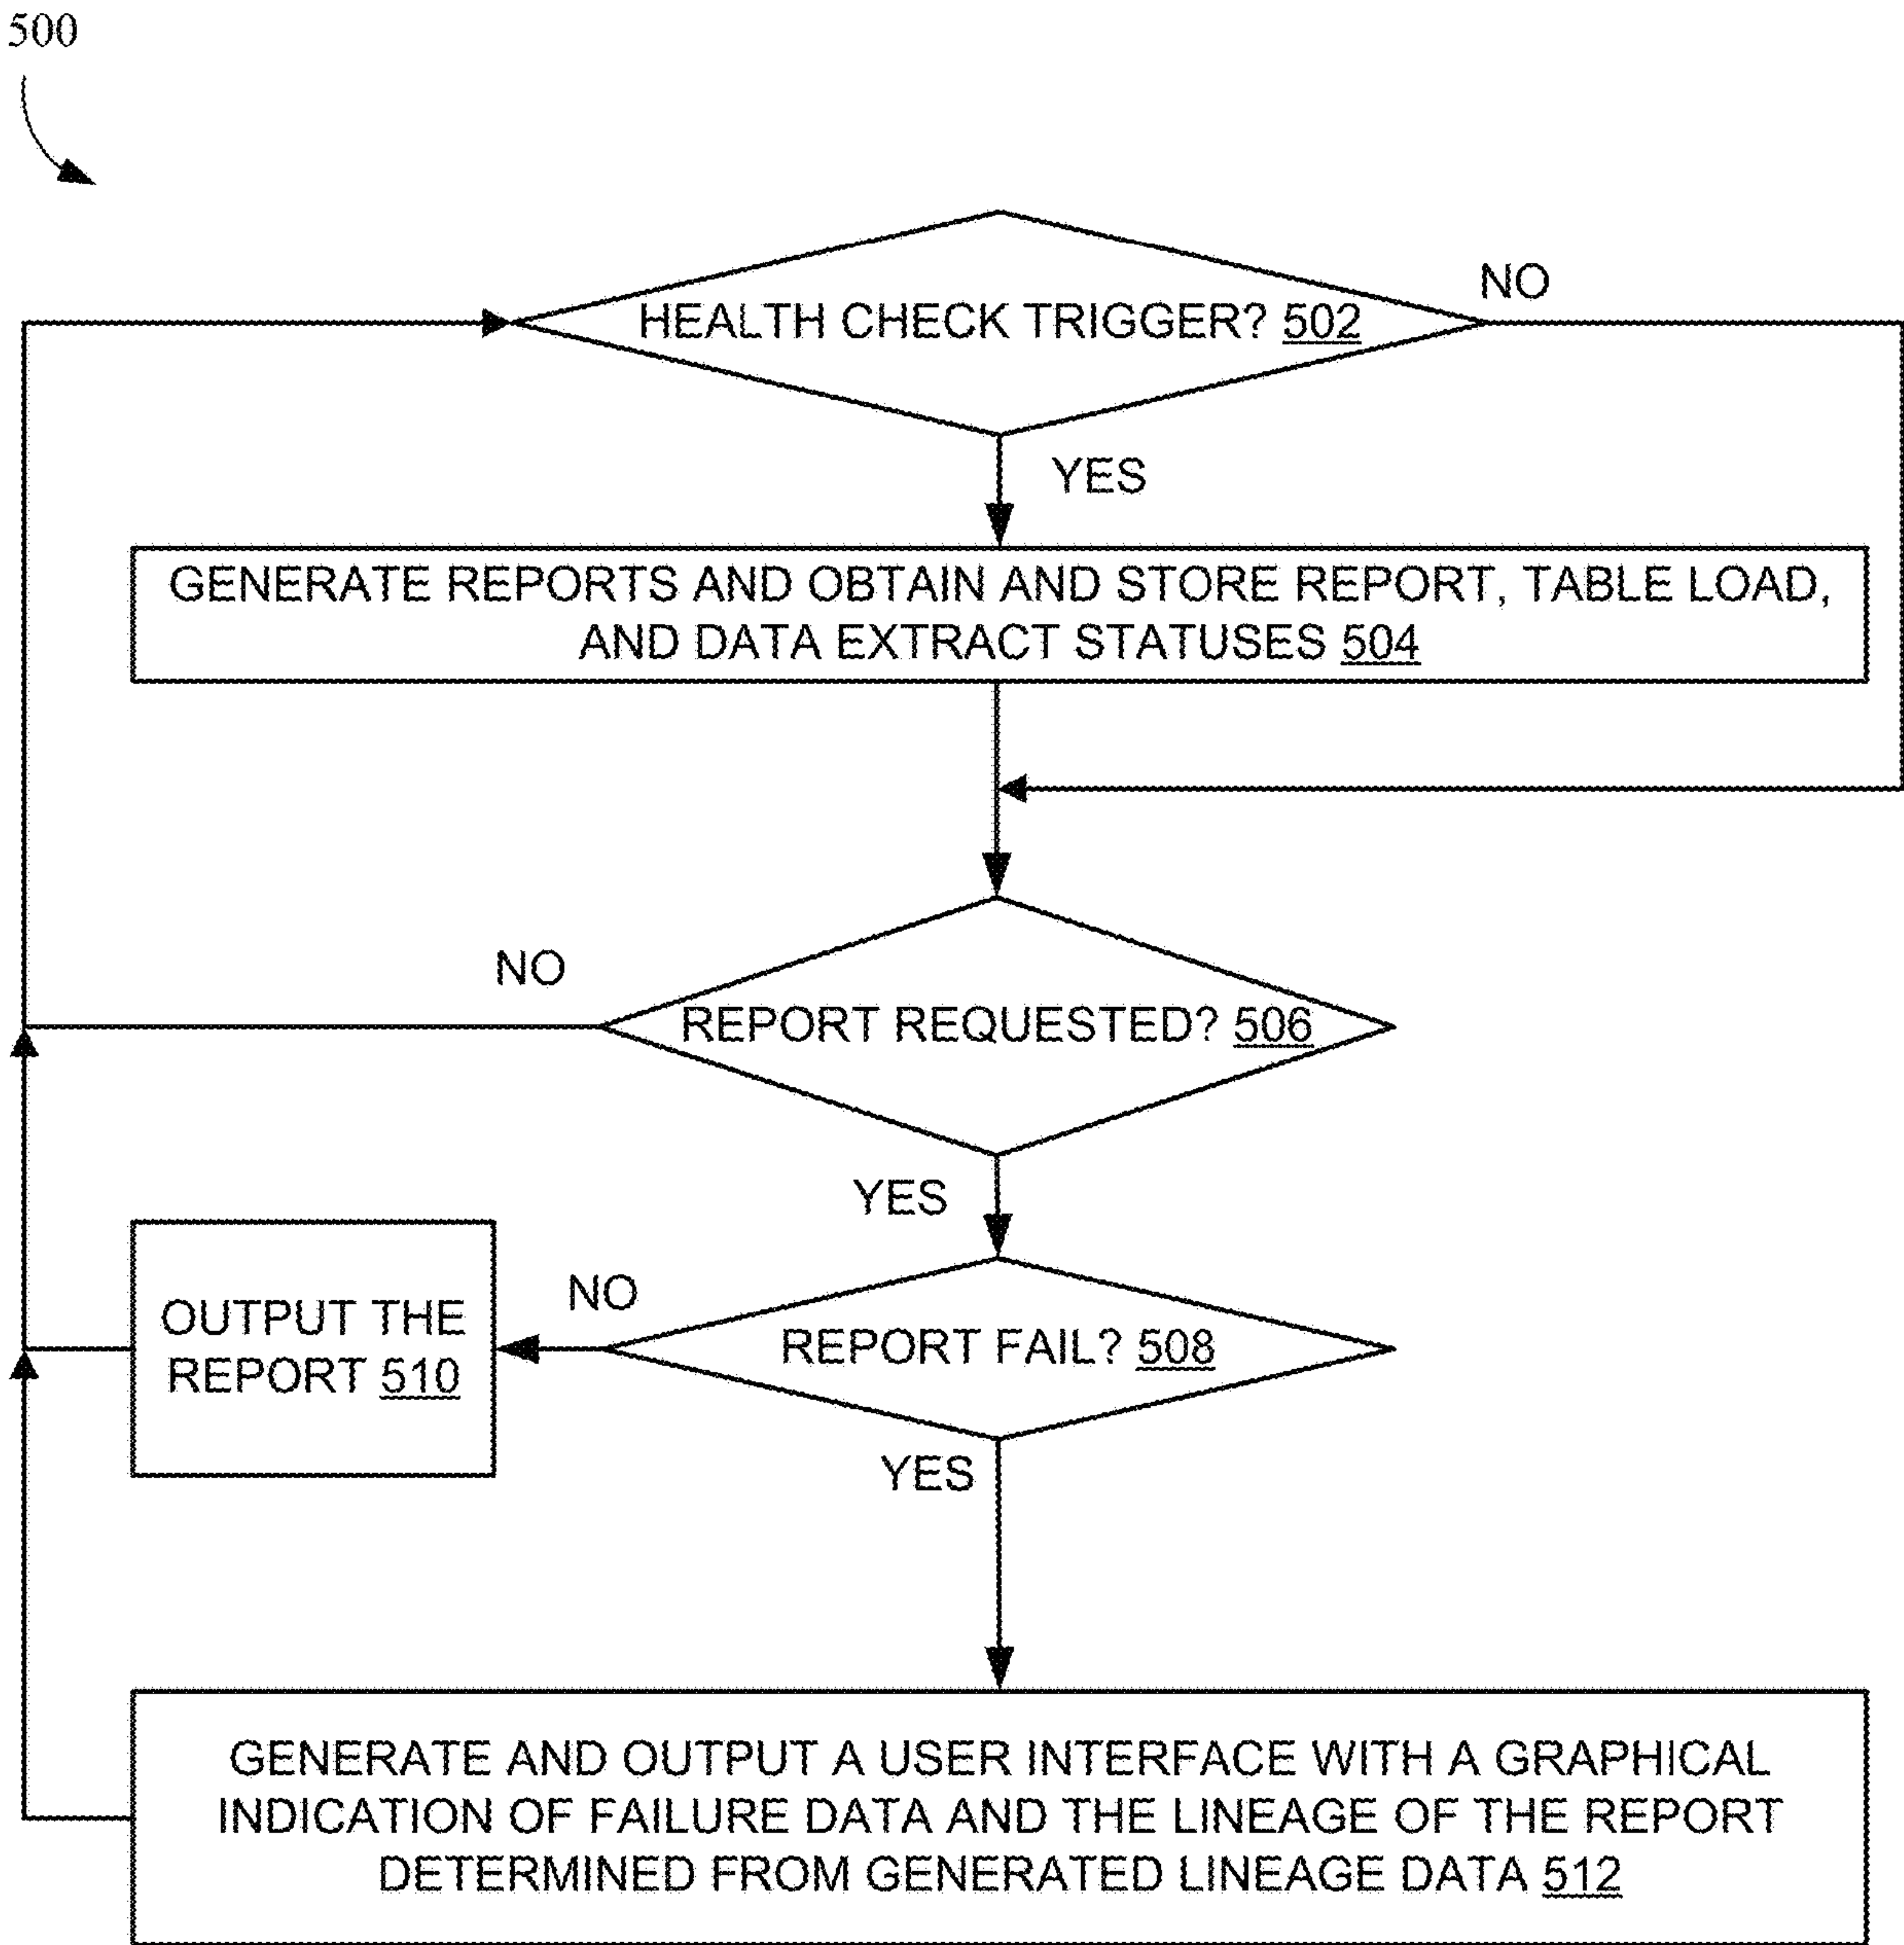 500
HEALTH CHECK TRIGGER? 502
NO
YES
GENERATE REPORTS AND OBTAIN AND STORE REPORT, TABLE LOAD,
AND DATA EXTRACT STATUSES 504
NO
REPORT REQUESTED? 506
YES
NO
OUTPUT THE
REPORT 510
REPORT FAIL? 508
YES
GENERATE AND OUTPUT A USER INTERFACE WITH A GRAPHICAL
INDICATION OF FAILURE DATA AND THE LINEAGE OF THE REPORT
DETERMINED FROM GENERATED LINEAGE DATA 512